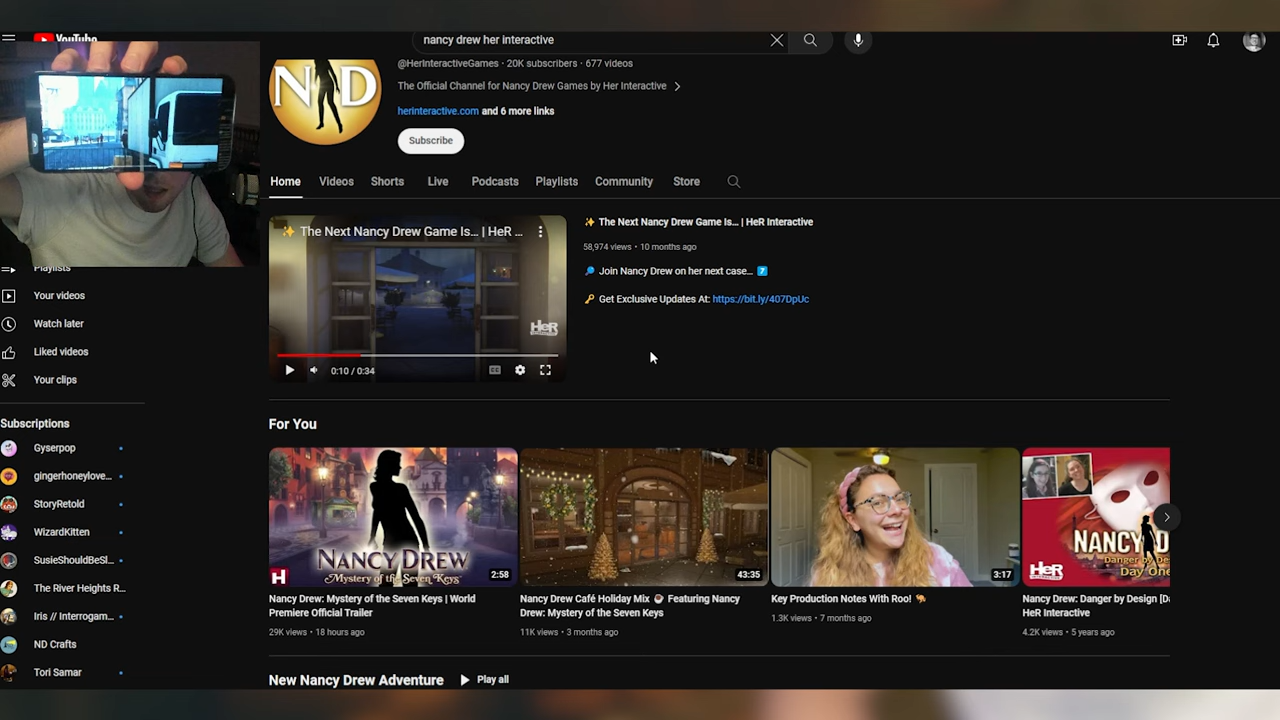 YouTube
nancy drew her interactive
@HerInteractiveGames · 20K subscribers · 677 videos
The Official Channel for Nancy Drew Games by Her Interactive
herinteractive.com and 6 more links
Subscribe
N D
Home Videos Shorts Live Podcasts Playlists Community Store
✨ The Next Nancy Drew Game Is... | HeR ...
HeR
INTERACTIVE
0:10 / 0:34
✨ The Next Nancy Drew Game Is... | HeR Interactive
58,974 views · 10 months ago
🔎 Join Nancy Drew on her next case... 7️⃣
🔑 Get Exclusive Updates At: https://bit.ly/407DpUc
Playlists
Your videos
Watch later
Liked videos
Your clips
Subscriptions
Gyserpop
gingerhoneylove...
StoryRetold
WizardKitten
SusieShouldBeSl...
The River Heights R...
Iris // Interrogam...
ND Crafts
Tori Samar
For You
NANCY DREW
Mystery of the Seven Keys
H
2:58
Nancy Drew: Mystery of the Seven Keys | World
Premiere Official Trailer
29K views · 18 hours ago
43:35
Nancy Drew Café Holiday Mix ☕ Featuring Nancy
Drew: Mystery of the Seven Keys
11K views · 3 months ago
3:17
Key Production Notes With Roo! 🐪
1.3K views · 7 months ago
NANCY D
Danger by De
Day One
HeR
INTERACTIVE
Nancy Drew: Danger by Design [Da
HeR Interactive
4.2K views · 5 years ago
New Nancy Drew Adventure
Play all